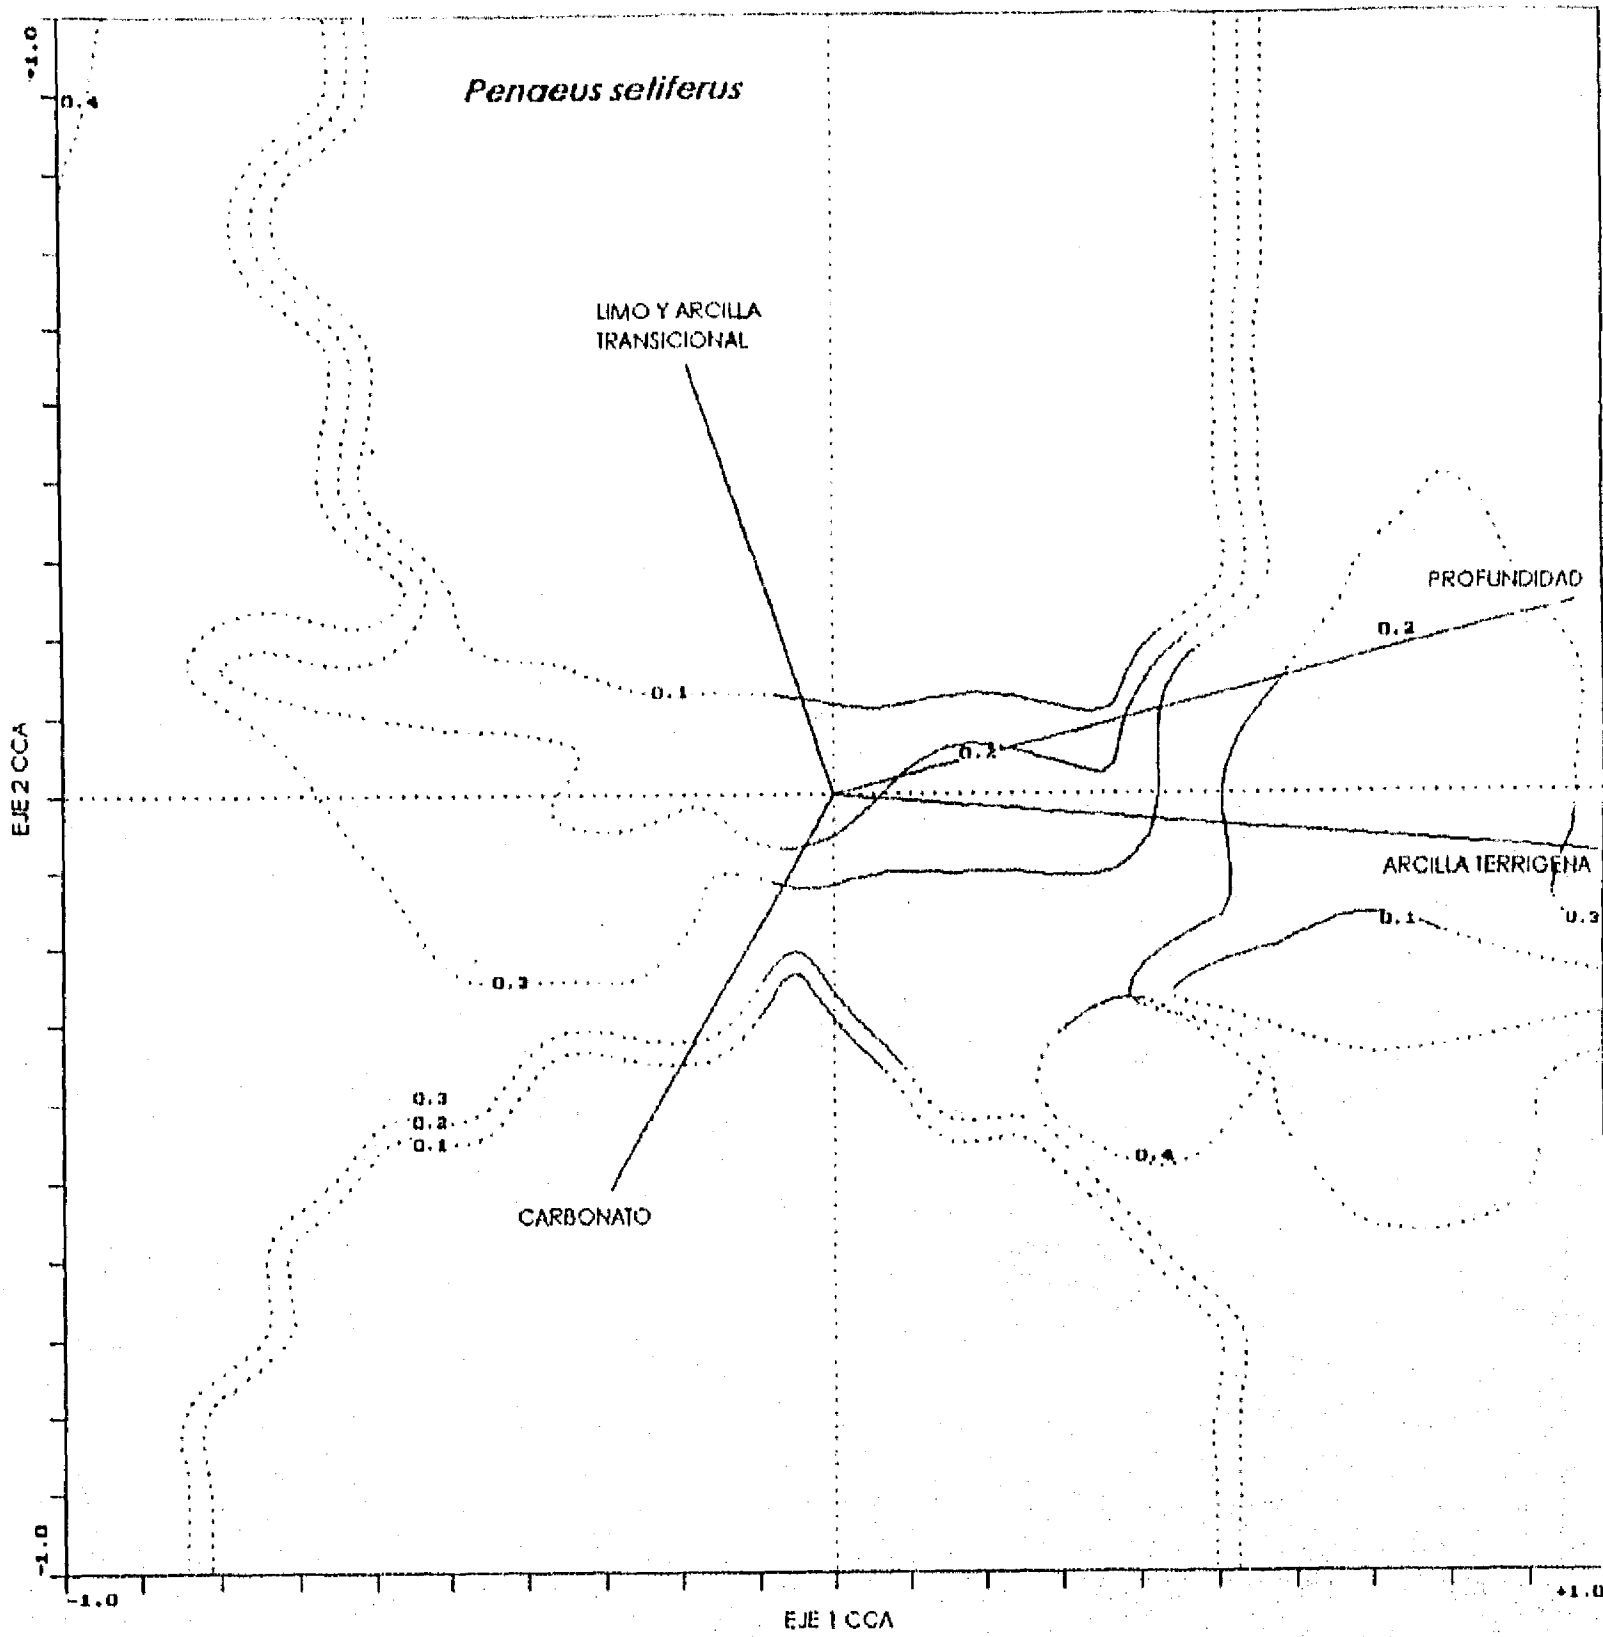 +1.0
Penaeus setiferus
0.4
LIMO Y ARCILLA
TRANSICIONAL
PROFUNDIDAD
0.2
0.1
0.2
EJE 2 CCA
ARCILLA TERRIGENA
0.1
0.3
0.3
0.3
0.2
0.1
0.4
CARBONATO
-1.0
-1.0
+1.0
EJE 1 CCA